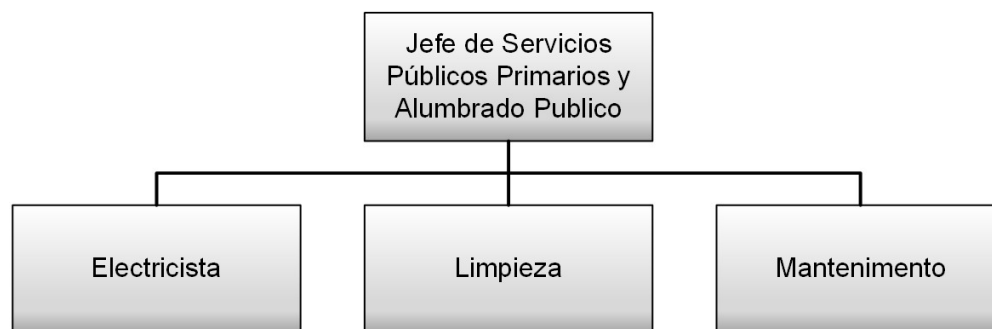 Jefe de Servicios
Públicos Primarios y
Alumbrado Publico
Electricista
Limpieza
Mantenimento